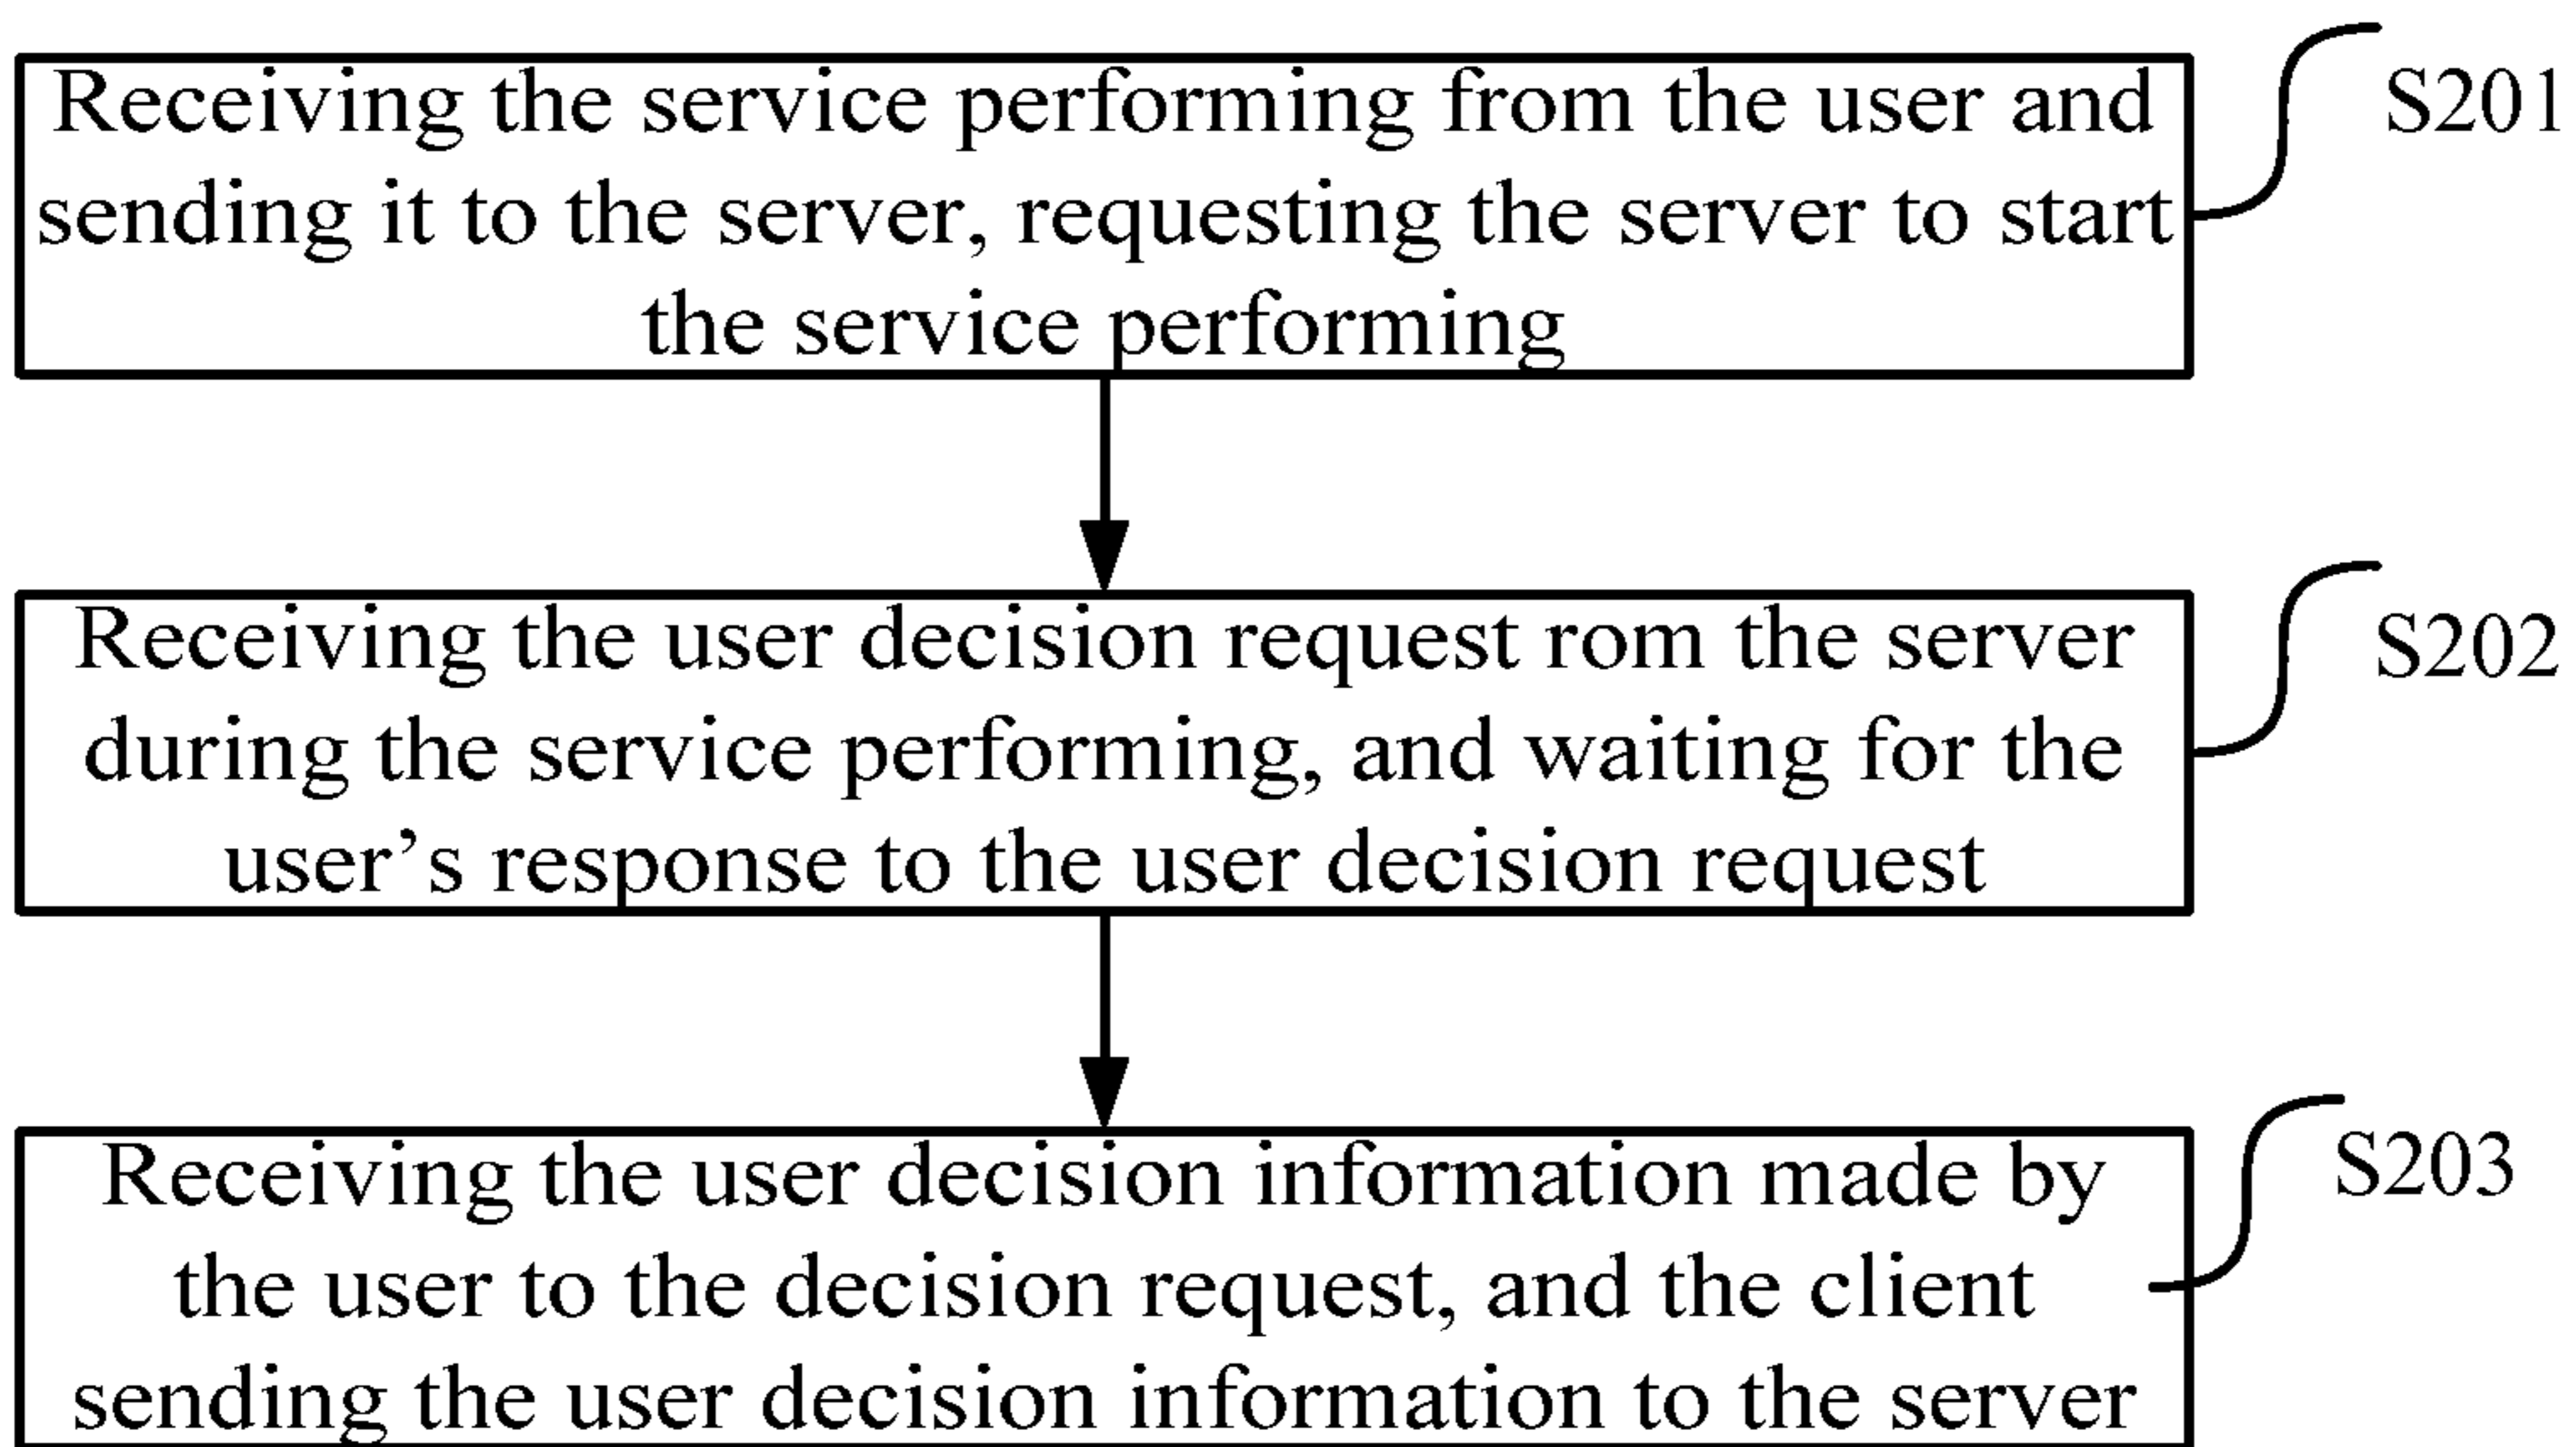 Receiving the service performing from the user and
sending it to the server, requesting the server to start
the service performing
S201
Receiving the user decision request rom the server
during the service performing, and waiting for the
user’s response to the user decision request
S202
Receiving the user decision information made by
the user to the decision request, and the client
sending the user decision information to the server
S203